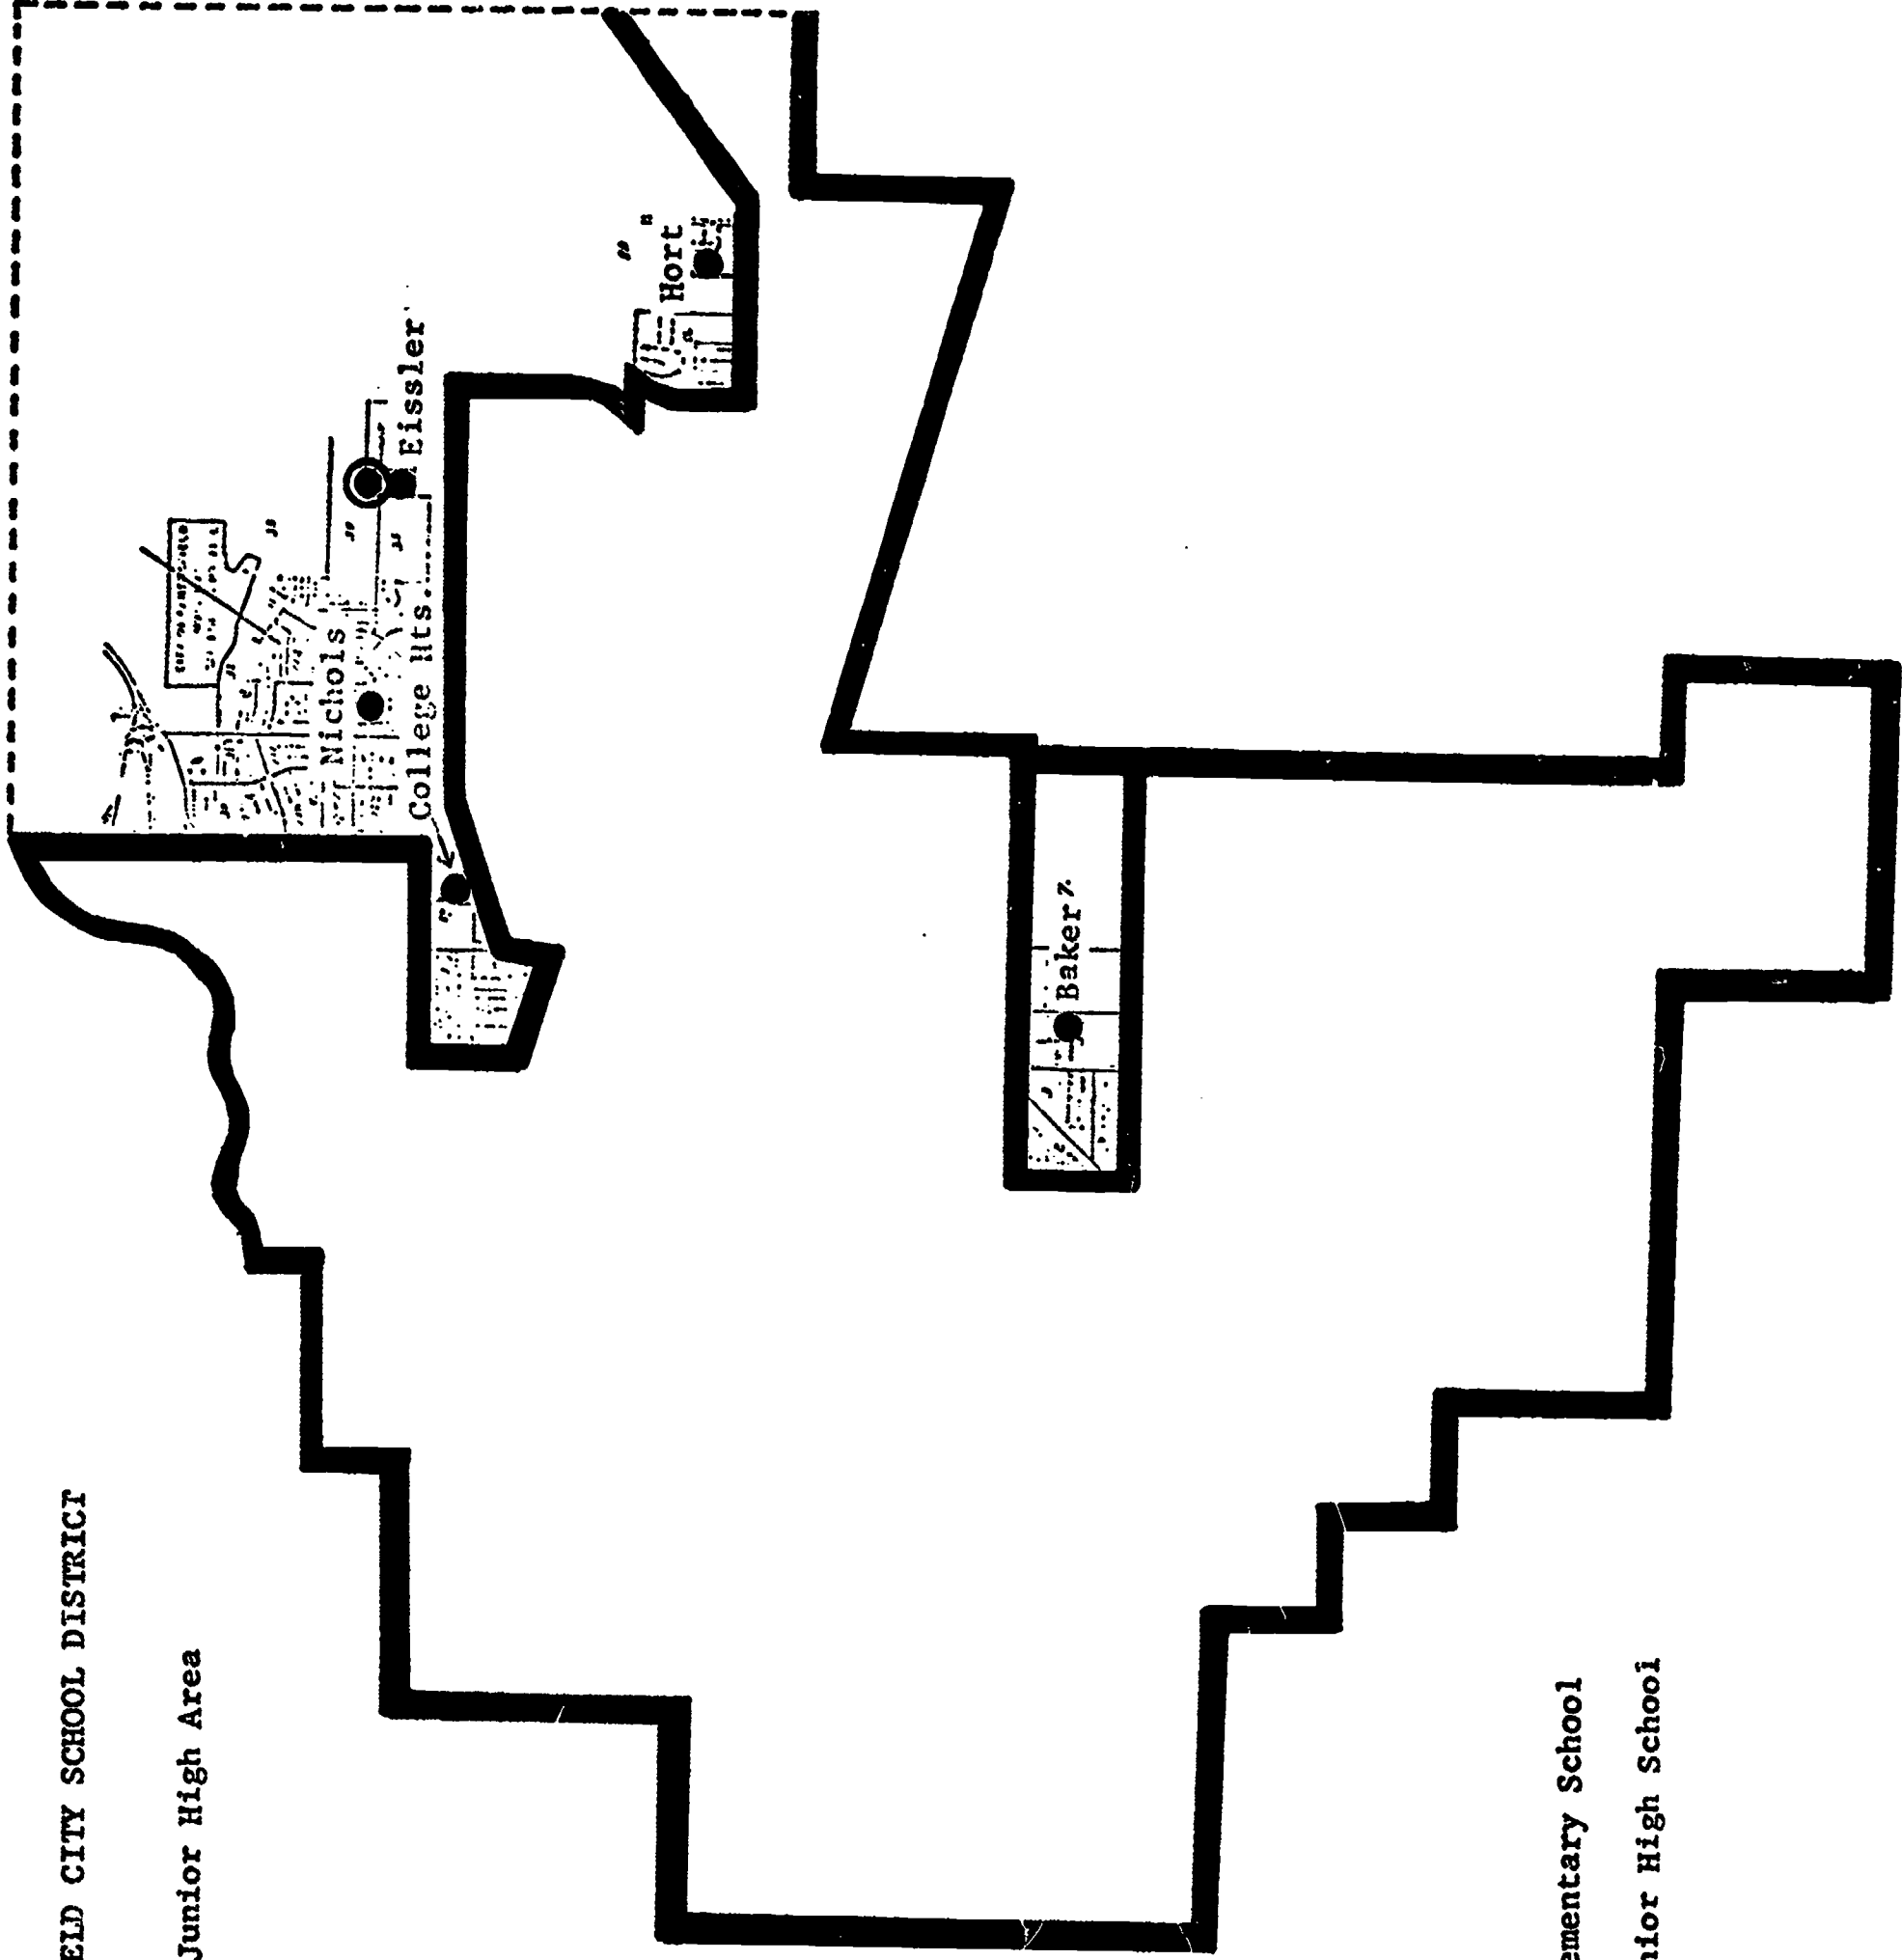 ELD CITY SCHOOL DISTRICT
Junior High Area
Nichols
College Hts.
Eissler
Hort
Baker
ementary School
nior High School